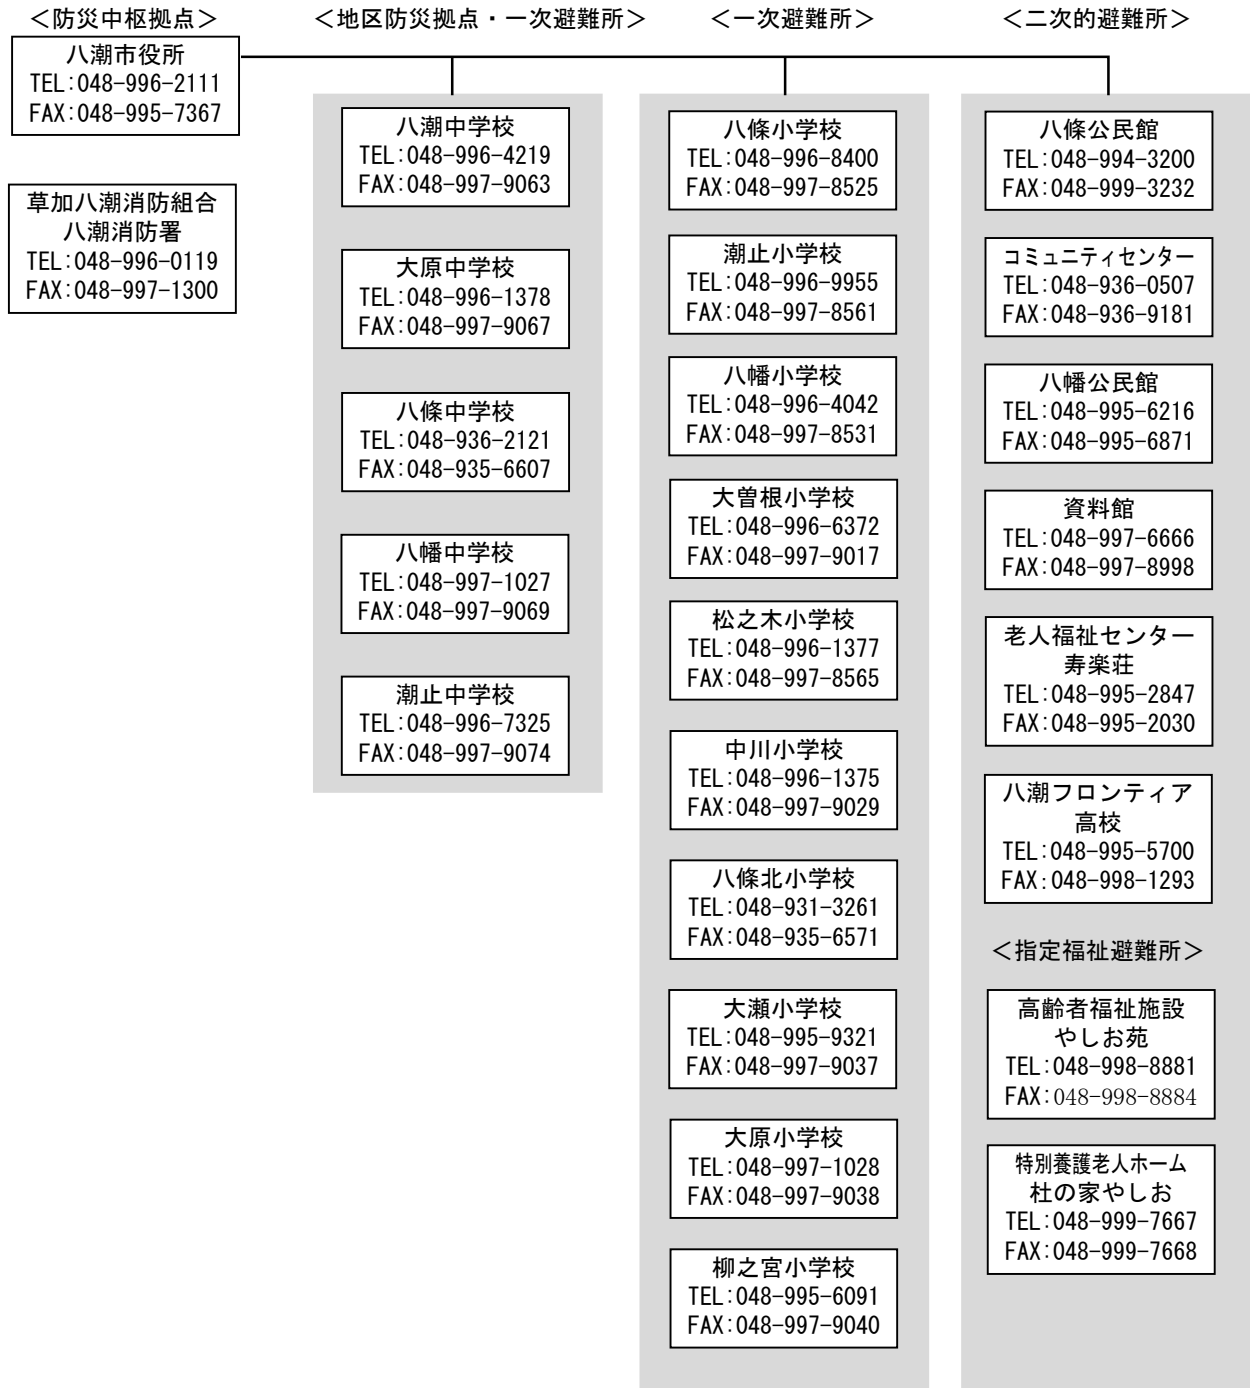 ＜防災中枢拠点＞
八潮市役所
TEL:048-996-2111
FAX:048-995-7367
草加八潮消防組合
八潮消防署
TEL:048-996-0119
FAX:048-997-1300
＜地区防災拠点・一次避難所＞
八潮中学校
TEL:048-996-4219
FAX:048-997-9063
大原中学校
TEL:048-996-1378
FAX:048-997-9067
八條中学校
TEL:048-936-2121
FAX:048-935-6607
八幡中学校
TEL:048-997-1027
FAX:048-997-9069
潮止中学校
TEL:048-996-7325
FAX:048-997-9074
＜一次避難所＞
八條小学校
TEL:048-996-8400
FAX:048-997-8525
潮止小学校
TEL:048-996-9955
FAX:048-997-8561
八幡小学校
TEL:048-996-4042
FAX:048-997-8531
大曽根小学校
TEL:048-996-6372
FAX:048-997-9017
松之木小学校
TEL:048-996-1377
FAX:048-997-8565
中川小学校
TEL:048-996-1375
FAX:048-997-9029
八條北小学校
TEL:048-931-3261
FAX:048-935-6571
大瀬小学校
TEL:048-995-9321
FAX:048-997-9037
大原小学校
TEL:048-997-1028
FAX:048-997-9038
柳之宮小学校
TEL:048-995-6091
FAX:048-997-9040
＜二次的避難所＞
八條公民館
TEL:048-994-3200
FAX:048-999-3232
コミュニティセンター
TEL:048-936-0507
FAX:048-936-9181
八幡公民館
TEL:048-995-6216
FAX:048-995-6871
資料館
TEL:048-997-6666
FAX:048-997-8998
老人福祉センター
寿楽荘
TEL:048-995-2847
FAX:048-995-2030
八潮フロンティア
高校
TEL:048-995-5700
FAX:048-998-1293
＜指定福祉避難所＞
高齢者福祉施設
やしお苑
TEL:048-998-8881
FAX:048-998-8884
特別養護老人ホーム
杜の家やしお
TEL:048-999-7667
FAX:048-999-7668